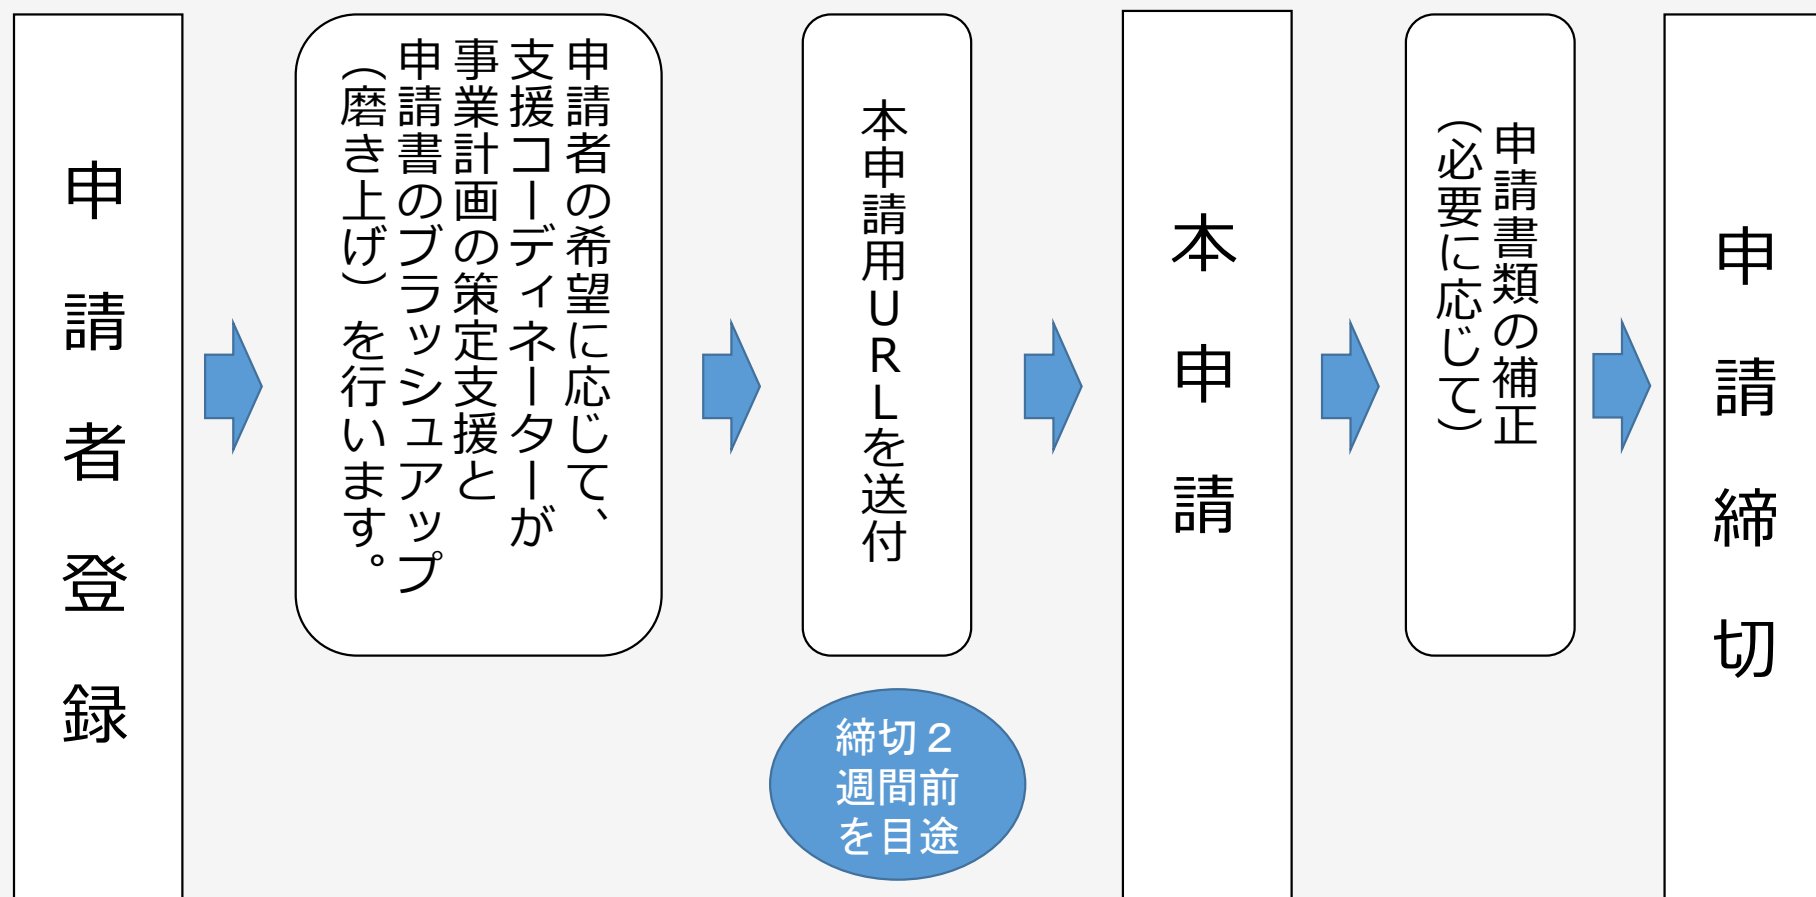 申請者登録
申請者の希望に応じて、
支援コーディネーターが
事業計画の策定支援と
申請書のブラッシュアップ
（磨き上げ）を行います。
本申請用ＵＲＬを送付
締切２
週間前
を目途
本申請
申請書類の補正
（必要に応じて）
申請締切